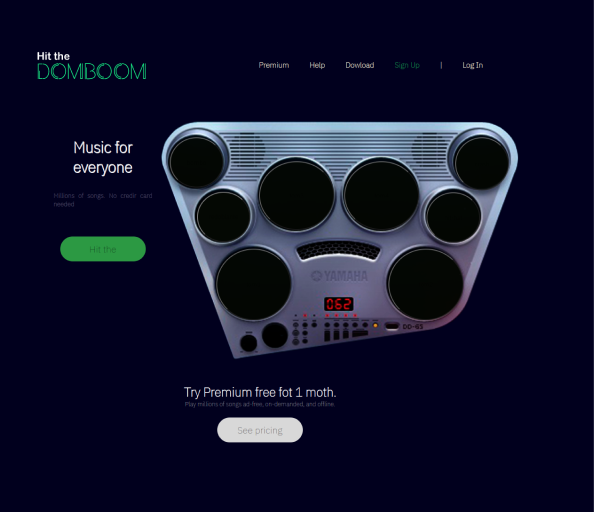 Hit the
DOMBOOM
Premium Help Dowload Sign Up | Log In
Music for
everyone
Millions of songs. No credit card
needed
Hit the
YAMAHA
062
DD-65
Try Premium free fot 1 moth.
Play millions of songs ad-free, on-demanded, and offline.
See pricing